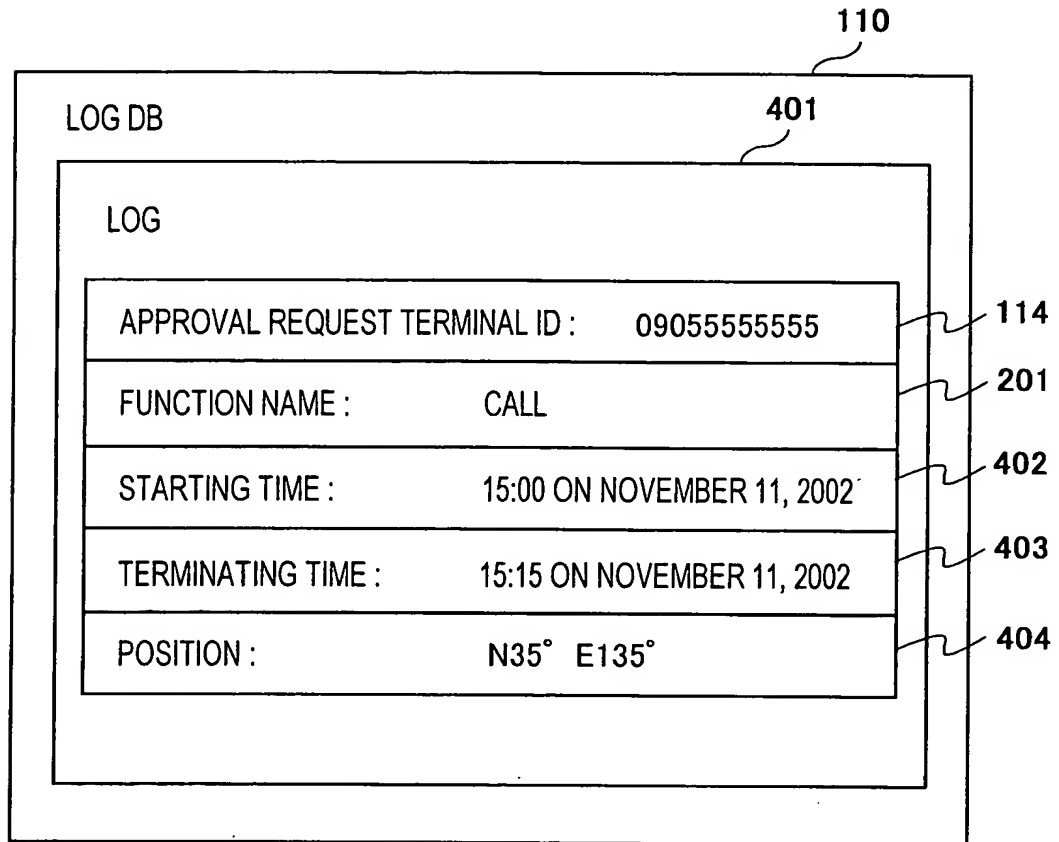 110
LOG DB
401
LOG
APPROVAL REQUEST TERMINAL ID : 09055555555
114
FUNCTION NAME : CALL
201
STARTING TIME : 15:00 ON NOVEMBER 11, 2002
402
TERMINATING TIME : 15:15 ON NOVEMBER 11, 2002
403
POSITION : N35° E135°
404